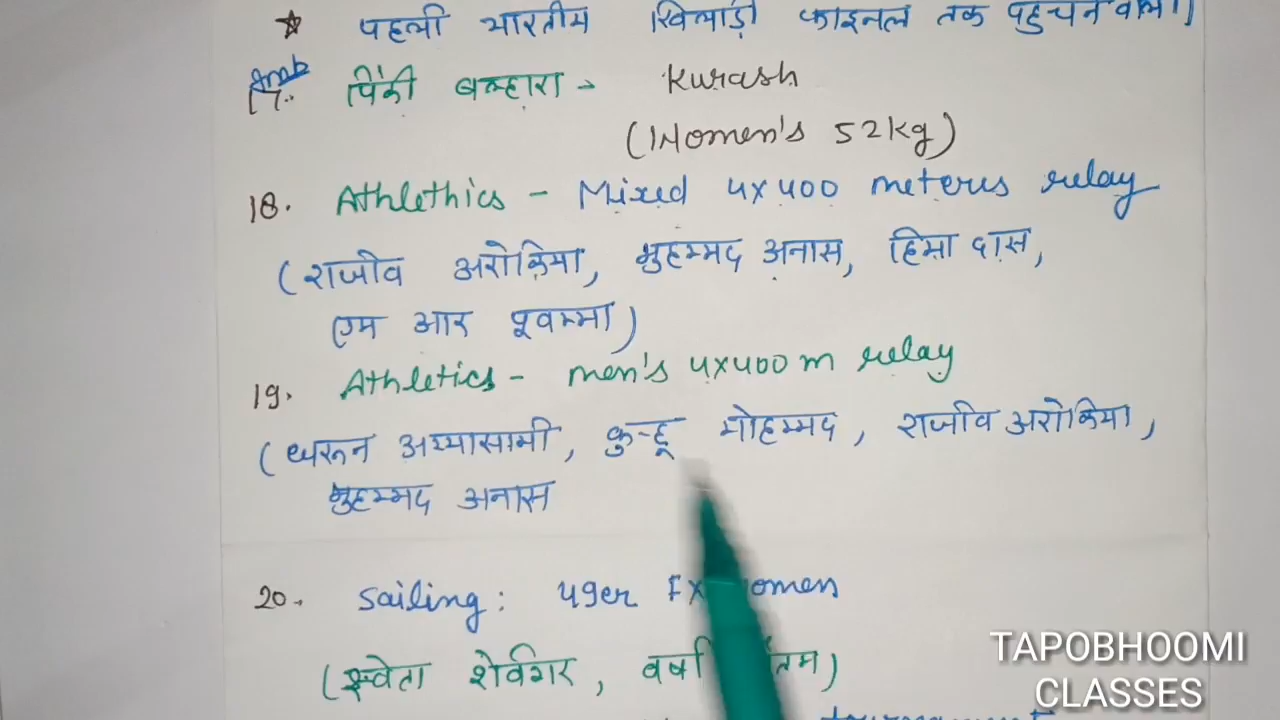 ☆ पहली भारतीय खिलाड़ी फाइनल तक पहुचने वाली
17. पिंकी बल्हारा → Kurash
(Women's 52kg)
18. Athlethics - Mixed 4x400 meters relay
(राजीव अरोकिया, मुहम्मद अनास, हिमा दास,
एम आर पूवम्मा)
19. Athletics - men's 4x400m relay
(धरून अय्यासामी, कुन्हू मोहम्मद, राजीव अरोकिया,
मुहम्मद अनास
20. Sailing: 49er FX
(श्वेता शेर्वेगर,
TAPOBHOOMI
CLASSES